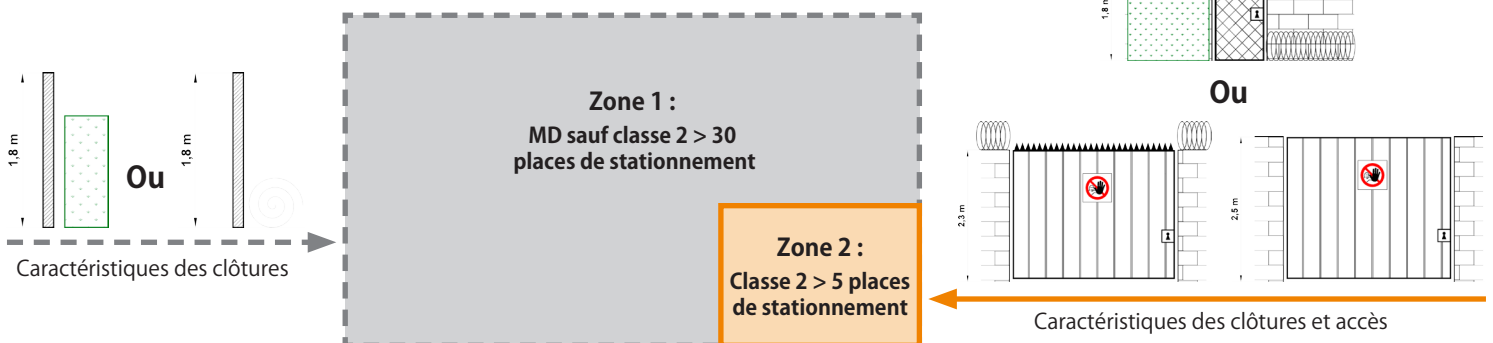 1,8 m
Ou
1,8 m
Caractéristiques des clôtures
Zone 1 :
MD sauf classe 2 > 30
places de stationnement
Zone 2 :
Classe 2 > 5 places
de stationnement
1,8 m
Ou
2,3 m
2,5 m
Caractéristiques des clôtures et accès